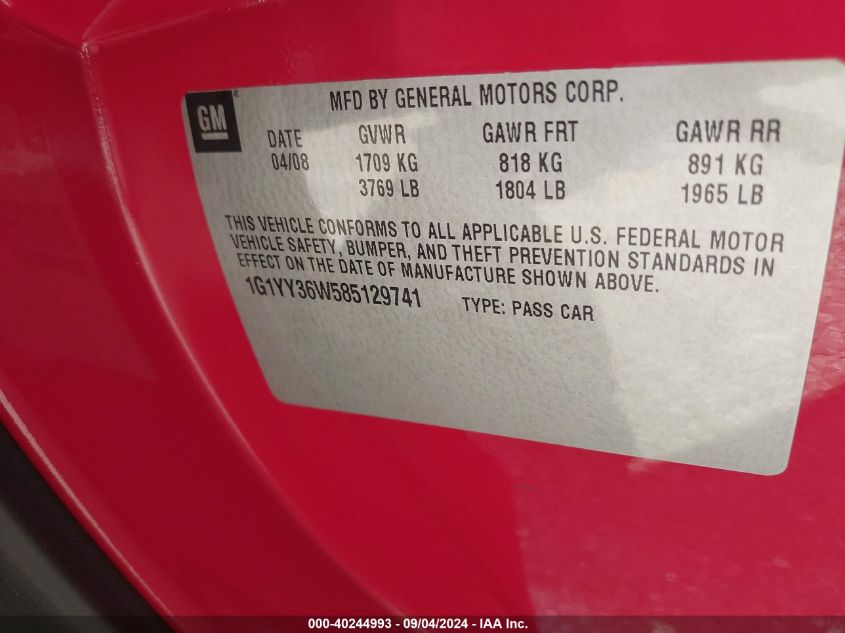 GM
MFD BY GENERAL MOTORS CORP.
DATE GVWR GAWR FRT GAWR RR
04/08 1709 KG 818 KG 891 KG
3769 LB 1804 LB 1965 LB
THIS VEHICLE CONFORMS TO ALL APPLICABLE U.S. FEDERAL MOTOR
VEHICLE SAFETY, BUMPER, AND THEFT PREVENTION STANDARDS IN
EFFECT ON THE DATE OF MANUFACTURE SHOWN ABOVE.
1G1YY36W585129741 TYPE: PASS CAR
000-40244993 - 09/04/2024 - IAA Inc.